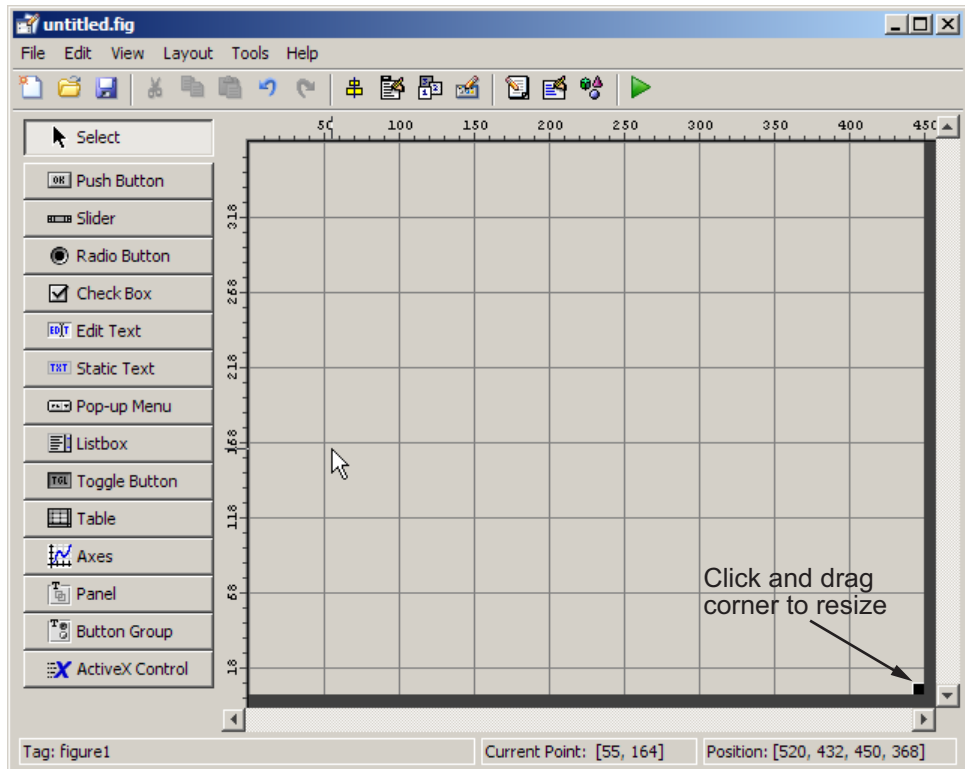 untitled.fig
File Edit View Layout Tools Help
Select
50 100 150 200 250 300 350 400 450
Push Button
Slider
Radio Button
Check Box
Edit Text
Static Text
Pop-up Menu
Listbox
Toggle Button
Table
Axes
Panel
Button Group
ActiveX Control
318
268
218
168
118
68
18
Click and drag
corner to resize
Tag: figure1 Current Point: [55, 164] Position: [520, 432, 450, 368]